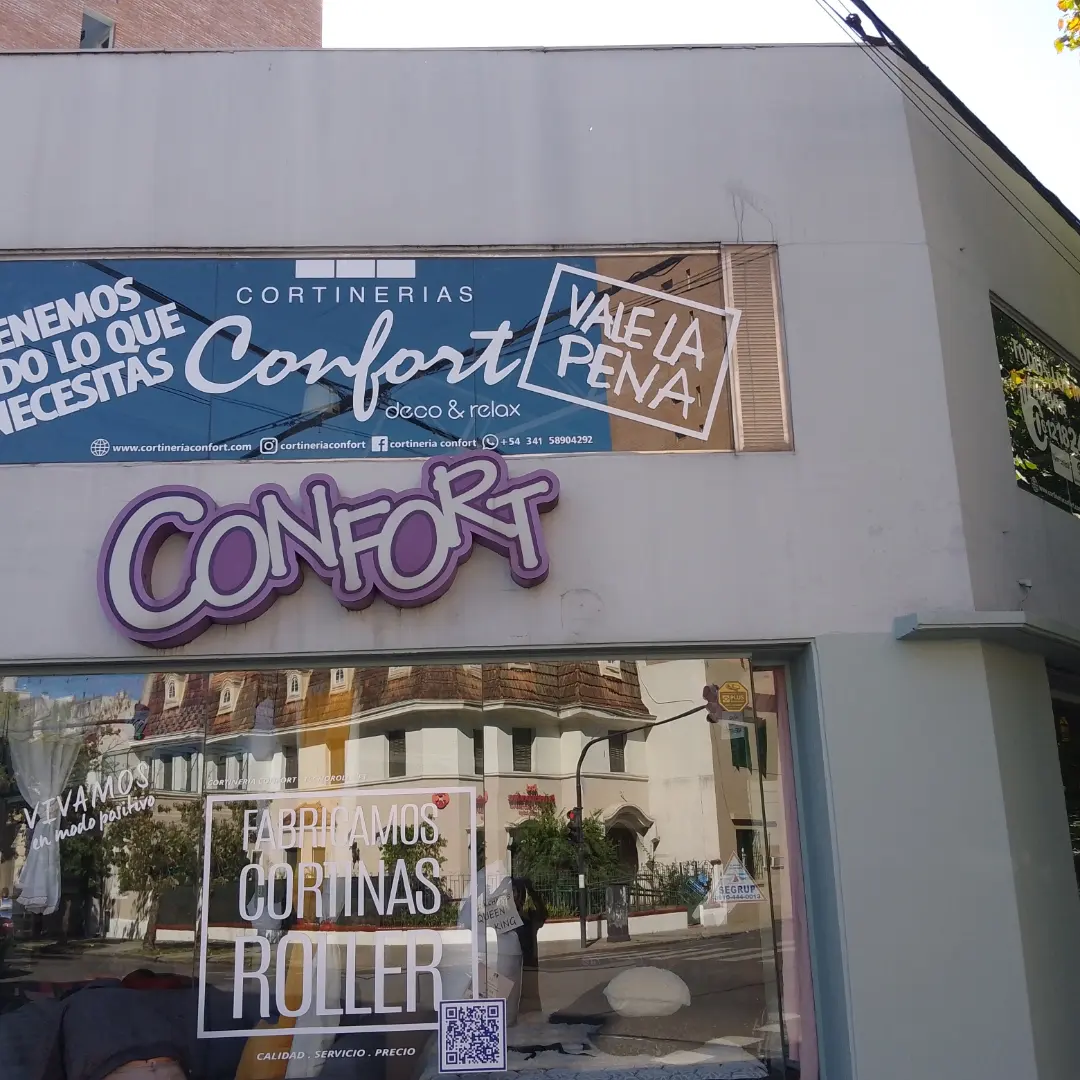 ENEMOS
DO LO QUE
NECESITAS
CORTINERIAS
Confort
deco & relax
VALE LA
PENA
www.cortineriaconfort.com cortineriaconfort cortineria confort +54 341 58904292
CONFORT
VIVAMOS
en modo positivo
FABRICAMOS
CORTINAS
ROLLER
CALIDAD . SERVICIO . PRECIO
QUEEN
KING
SEGRUP